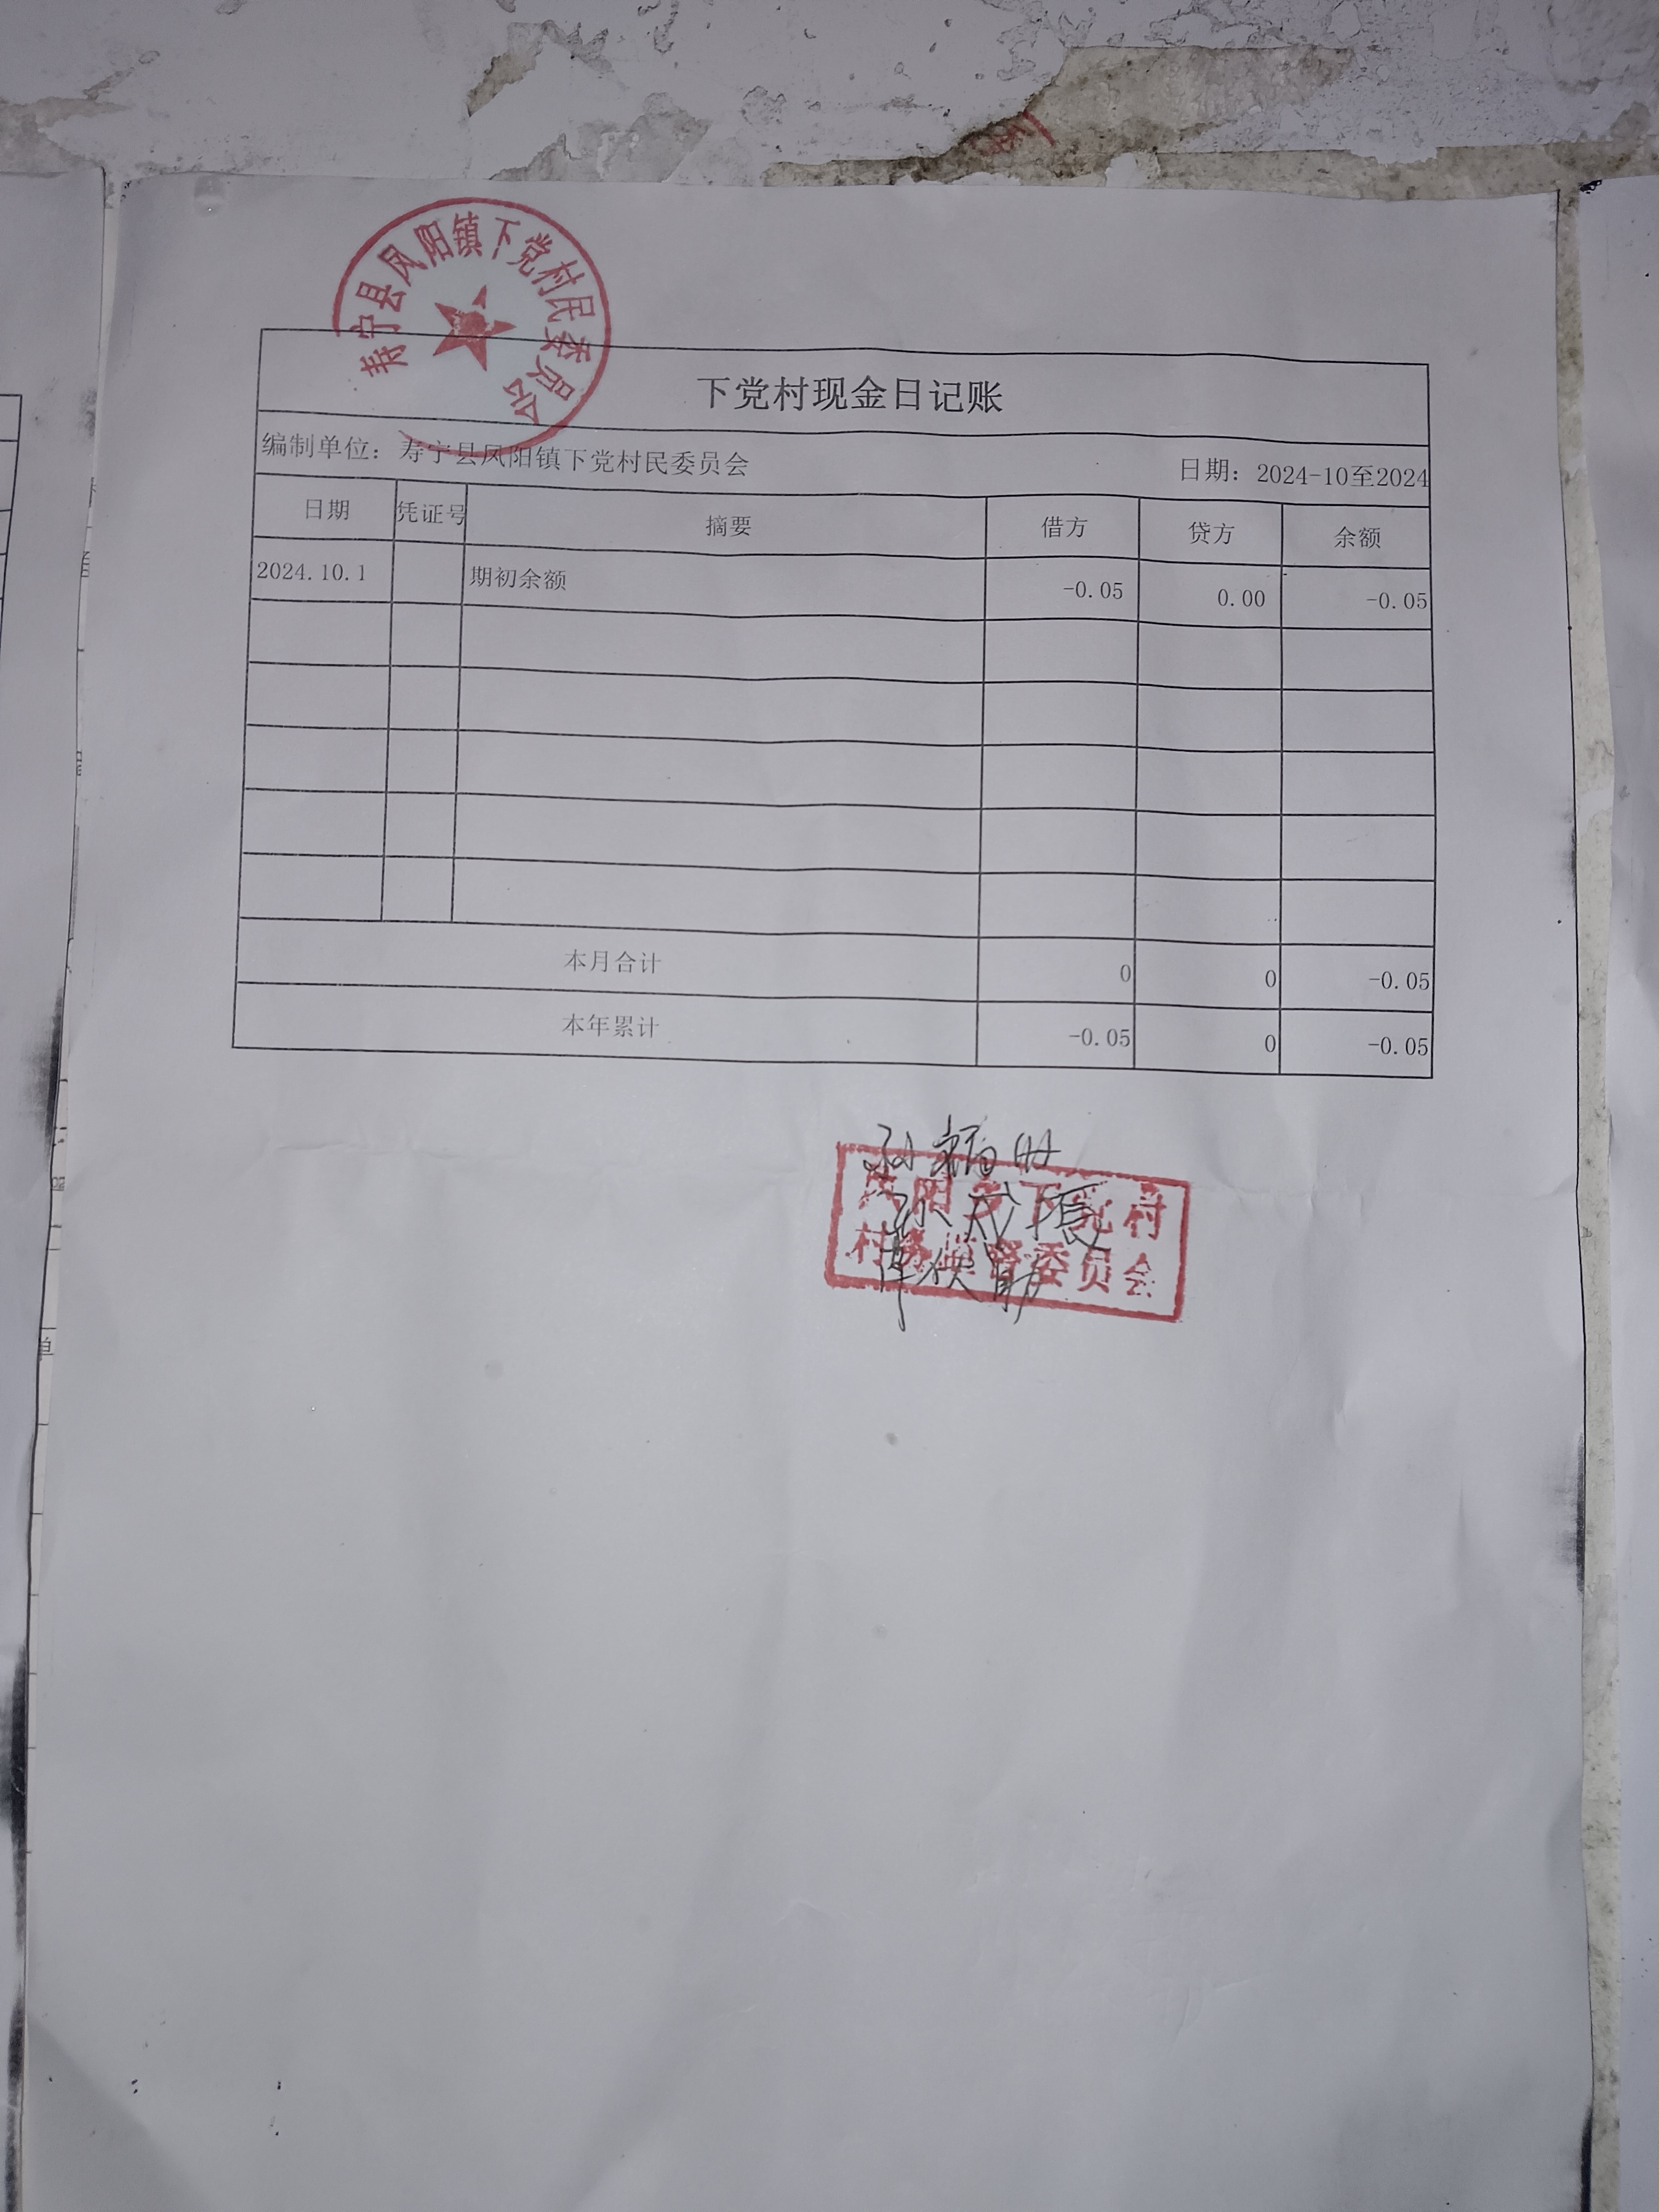 寿宁县凤阳镇下党村民委员会
下党村现金日记账
编制单位：寿宁县凤阳镇下党村民委员会 日期：2024-10至2024
日期 凭证号 摘要 借方 贷方 余额
2024.10.1 期初余额 -0.05 0.00 -0.05
本月合计 0 0 -0.05
本年累计 -0.05 0 -0.05
阳 下党村
村务监督委员会
单